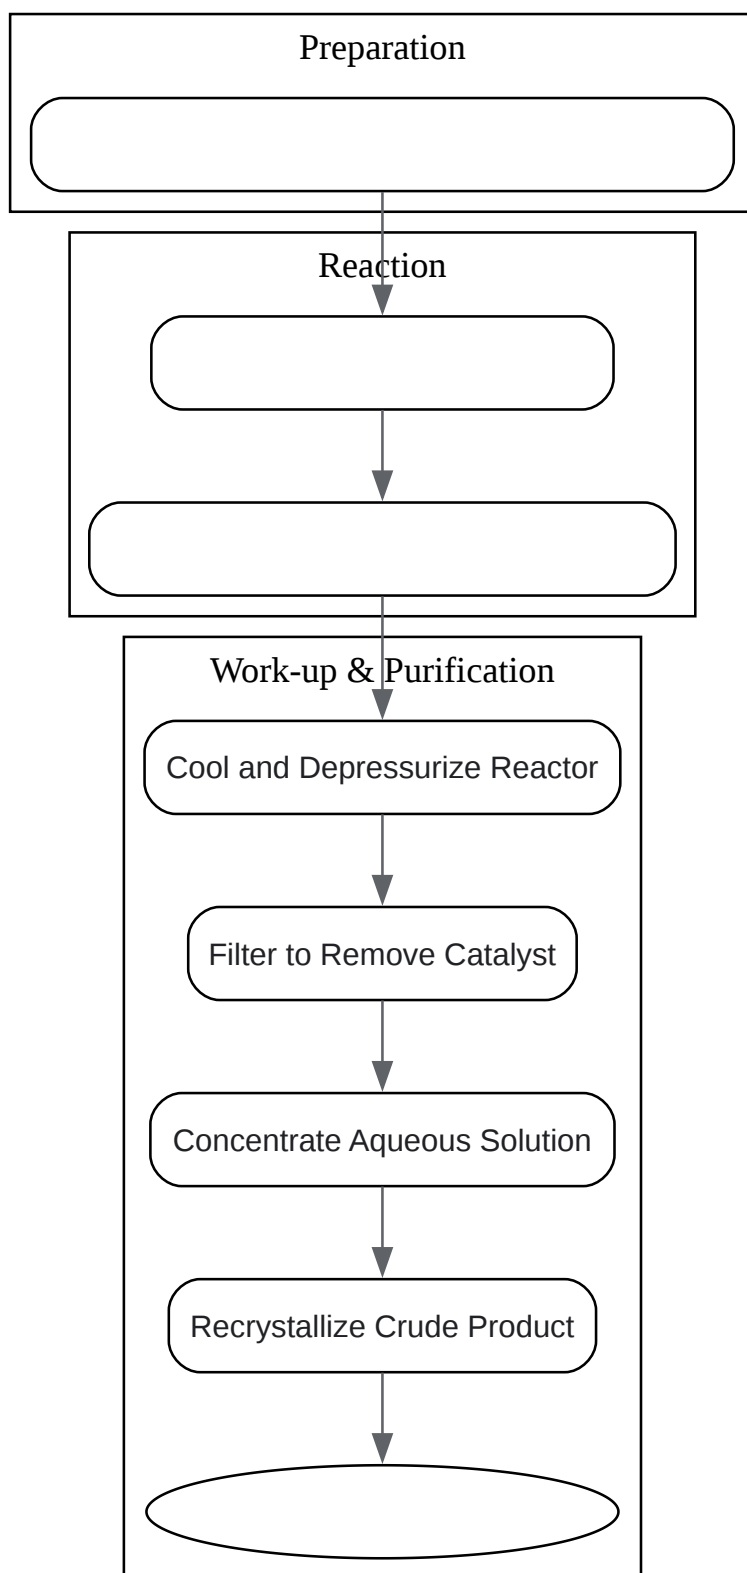 Preparation
Reaction
Work-up & Purification
Cool and Depressurize Reactor
Filter to Remove Catalyst
Concentrate Aqueous Solution
Recrystallize Crude Product